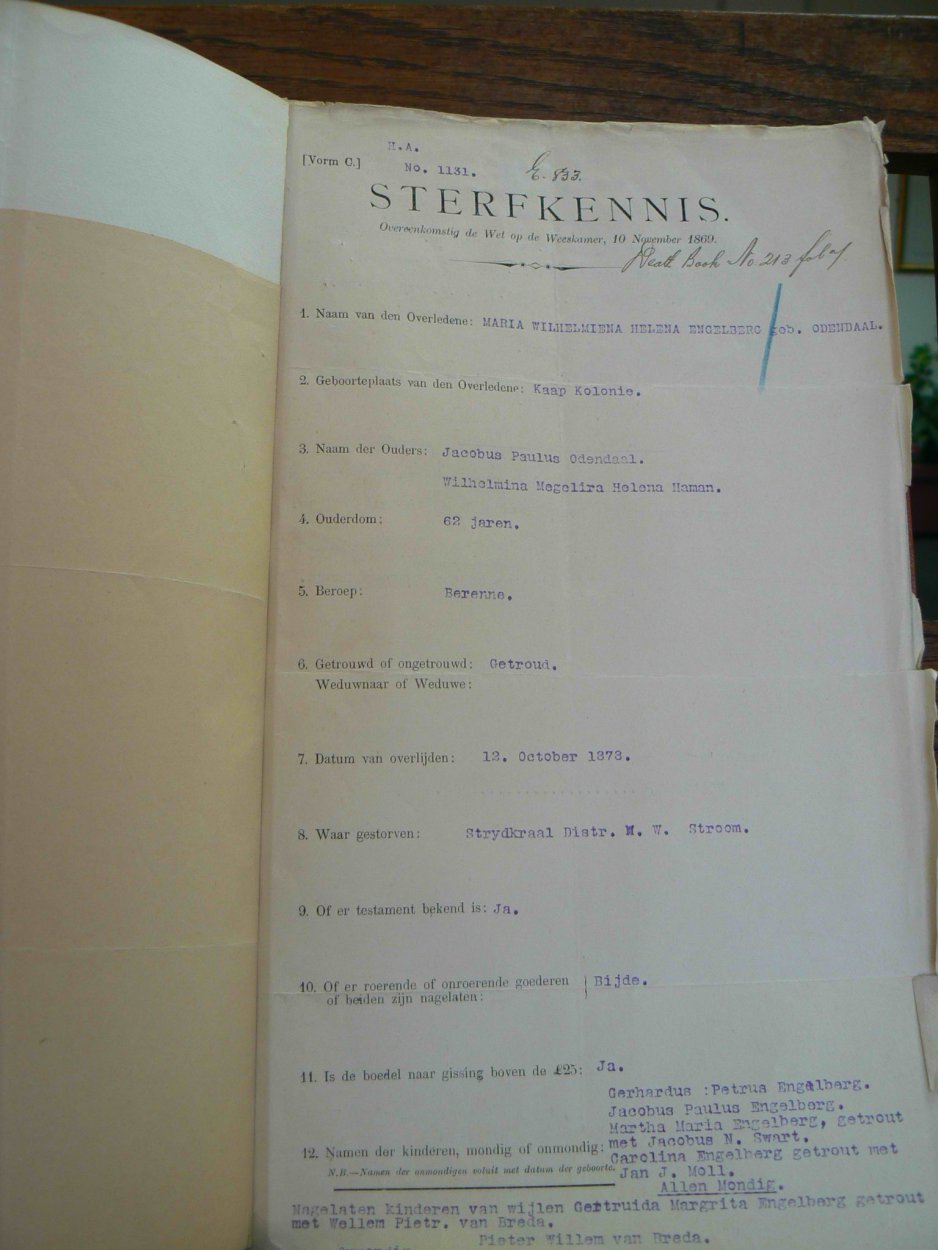 H.A.
[Vorm C.] No. 1131. E. 833.
STERFKENNIS.
Overeenkomstig de Wet op de Weeskamer, 10 November 1869.
Death Book No 213 fol
1. Naam van den Overledene: MARIA WILHELMIENA HELENA ENGELBERG geb. ODENDAAL.
2. Geboorteplaats van den Overledene: Kaap Kolonie.
3. Naam der Ouders: Jacobus Paulus Odendaal.
Wilhelmina Megelira Helena Haman.
4. Ouderdom: 62 jaren.
5. Beroep: Berenne.
6. Getrouwd of ongetrouwd: Getroud.
Weduwnaar of Weduwe:
7. Datum van overlijden: 12. October 1878.
8. Waar gestorven: Strydkraal Distr. M. W. Stroom.
9. Of er testament bekend is: Ja.
10. Of er roerende of onroerende goederen } Bijde.
of beiden zijn nagelaten:
11. Is de boedel naar gissing boven de £25: Ja.
Gerhardus :Petrus Engelberg.
Jacobus Paulus Engelberg.
Martha Maria Engelberg, getrout
12. Namen der kinderen, mondig of onmondig: met Jacobus N. Swart.
Carolina Engelberg getrout met
N.B.—Namen der onmondigen voluit met datum der geboorte. Jan J. Moll.
Allen Mondig.
Nagelaten kinderen van wijlen Gertruida Margrita Engelberg getrout
met Wellem Pietr. van Breda.
Pieter Willem van Breda.